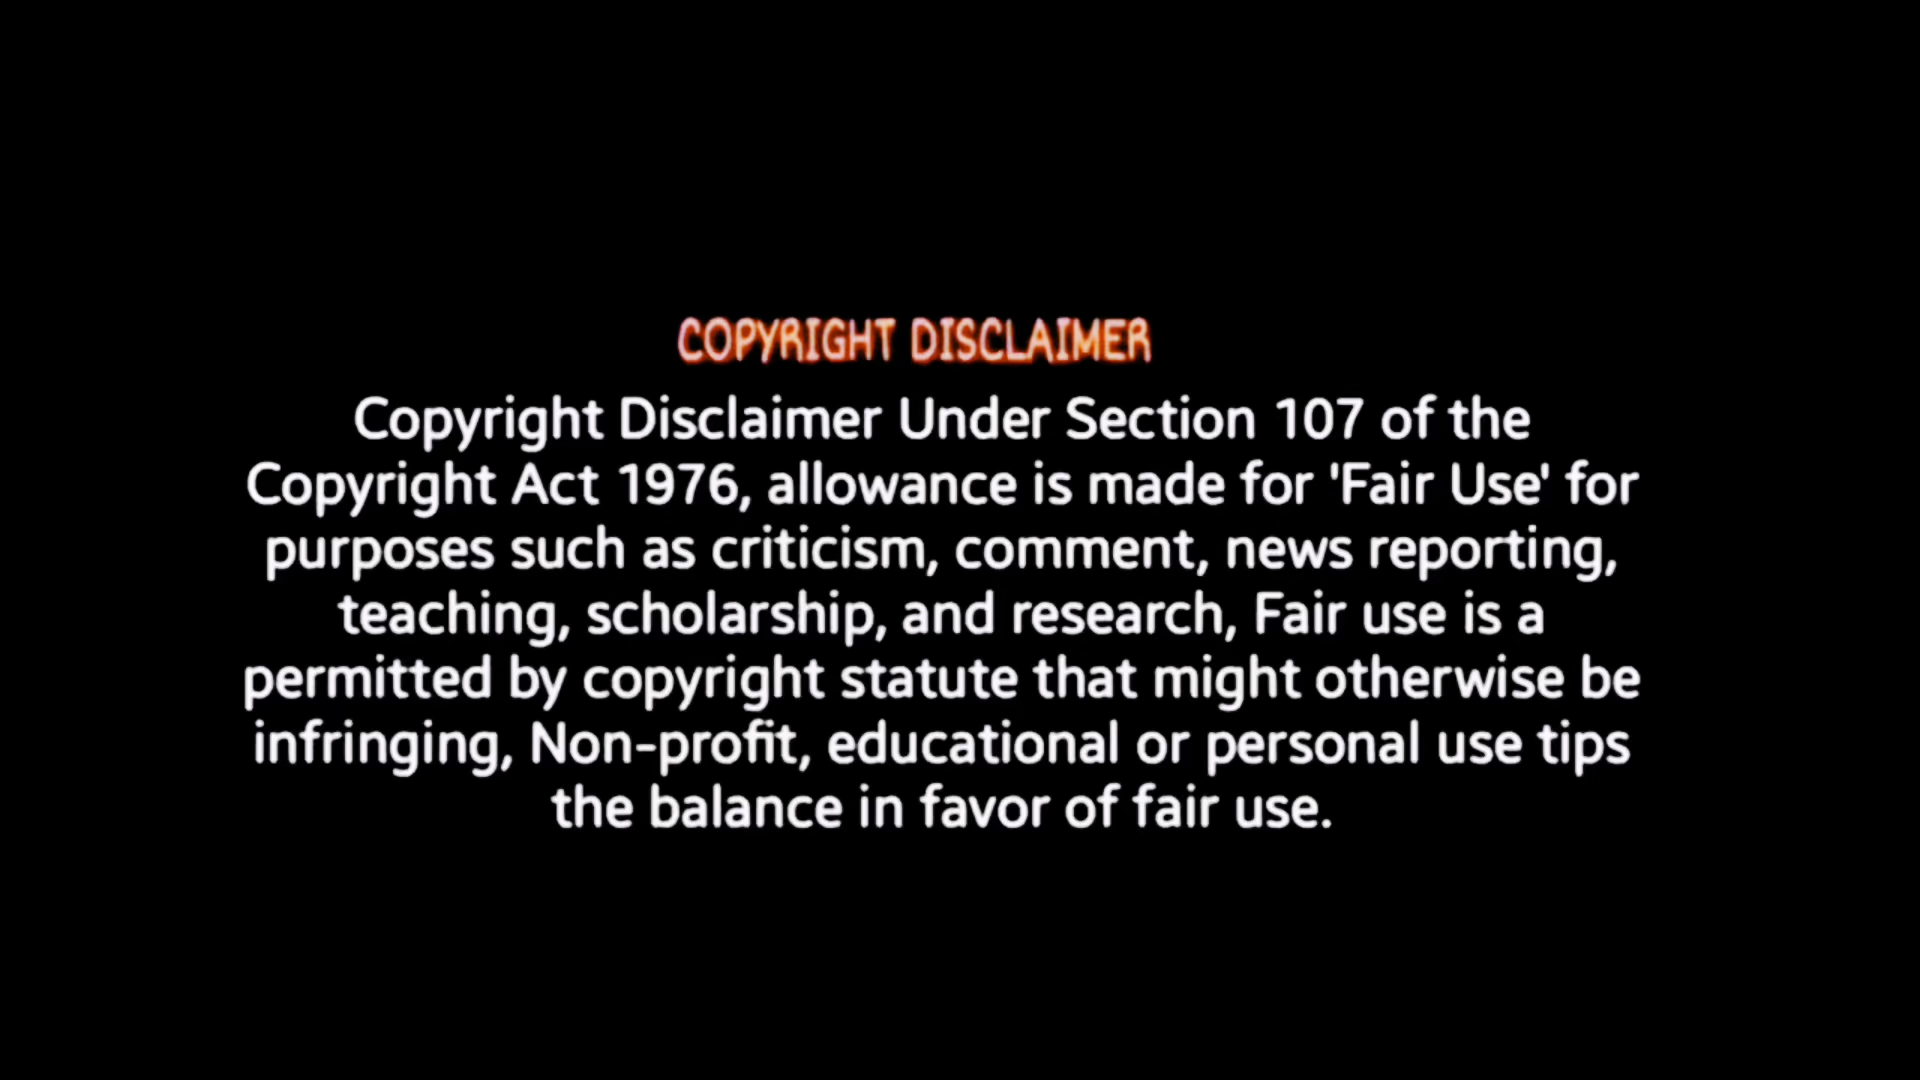 COPYRIGHT DISCLAIMER
Copyright Disclaimer Under Section 107 of the
Copyright Act 1976, allowance is made for 'Fair Use' for
purposes such as criticism, comment, news reporting,
teaching, scholarship, and research, Fair use is a
permitted by copyright statute that might otherwise be
infringing, Non-profit, educational or personal use tips
the balance in favor of fair use.